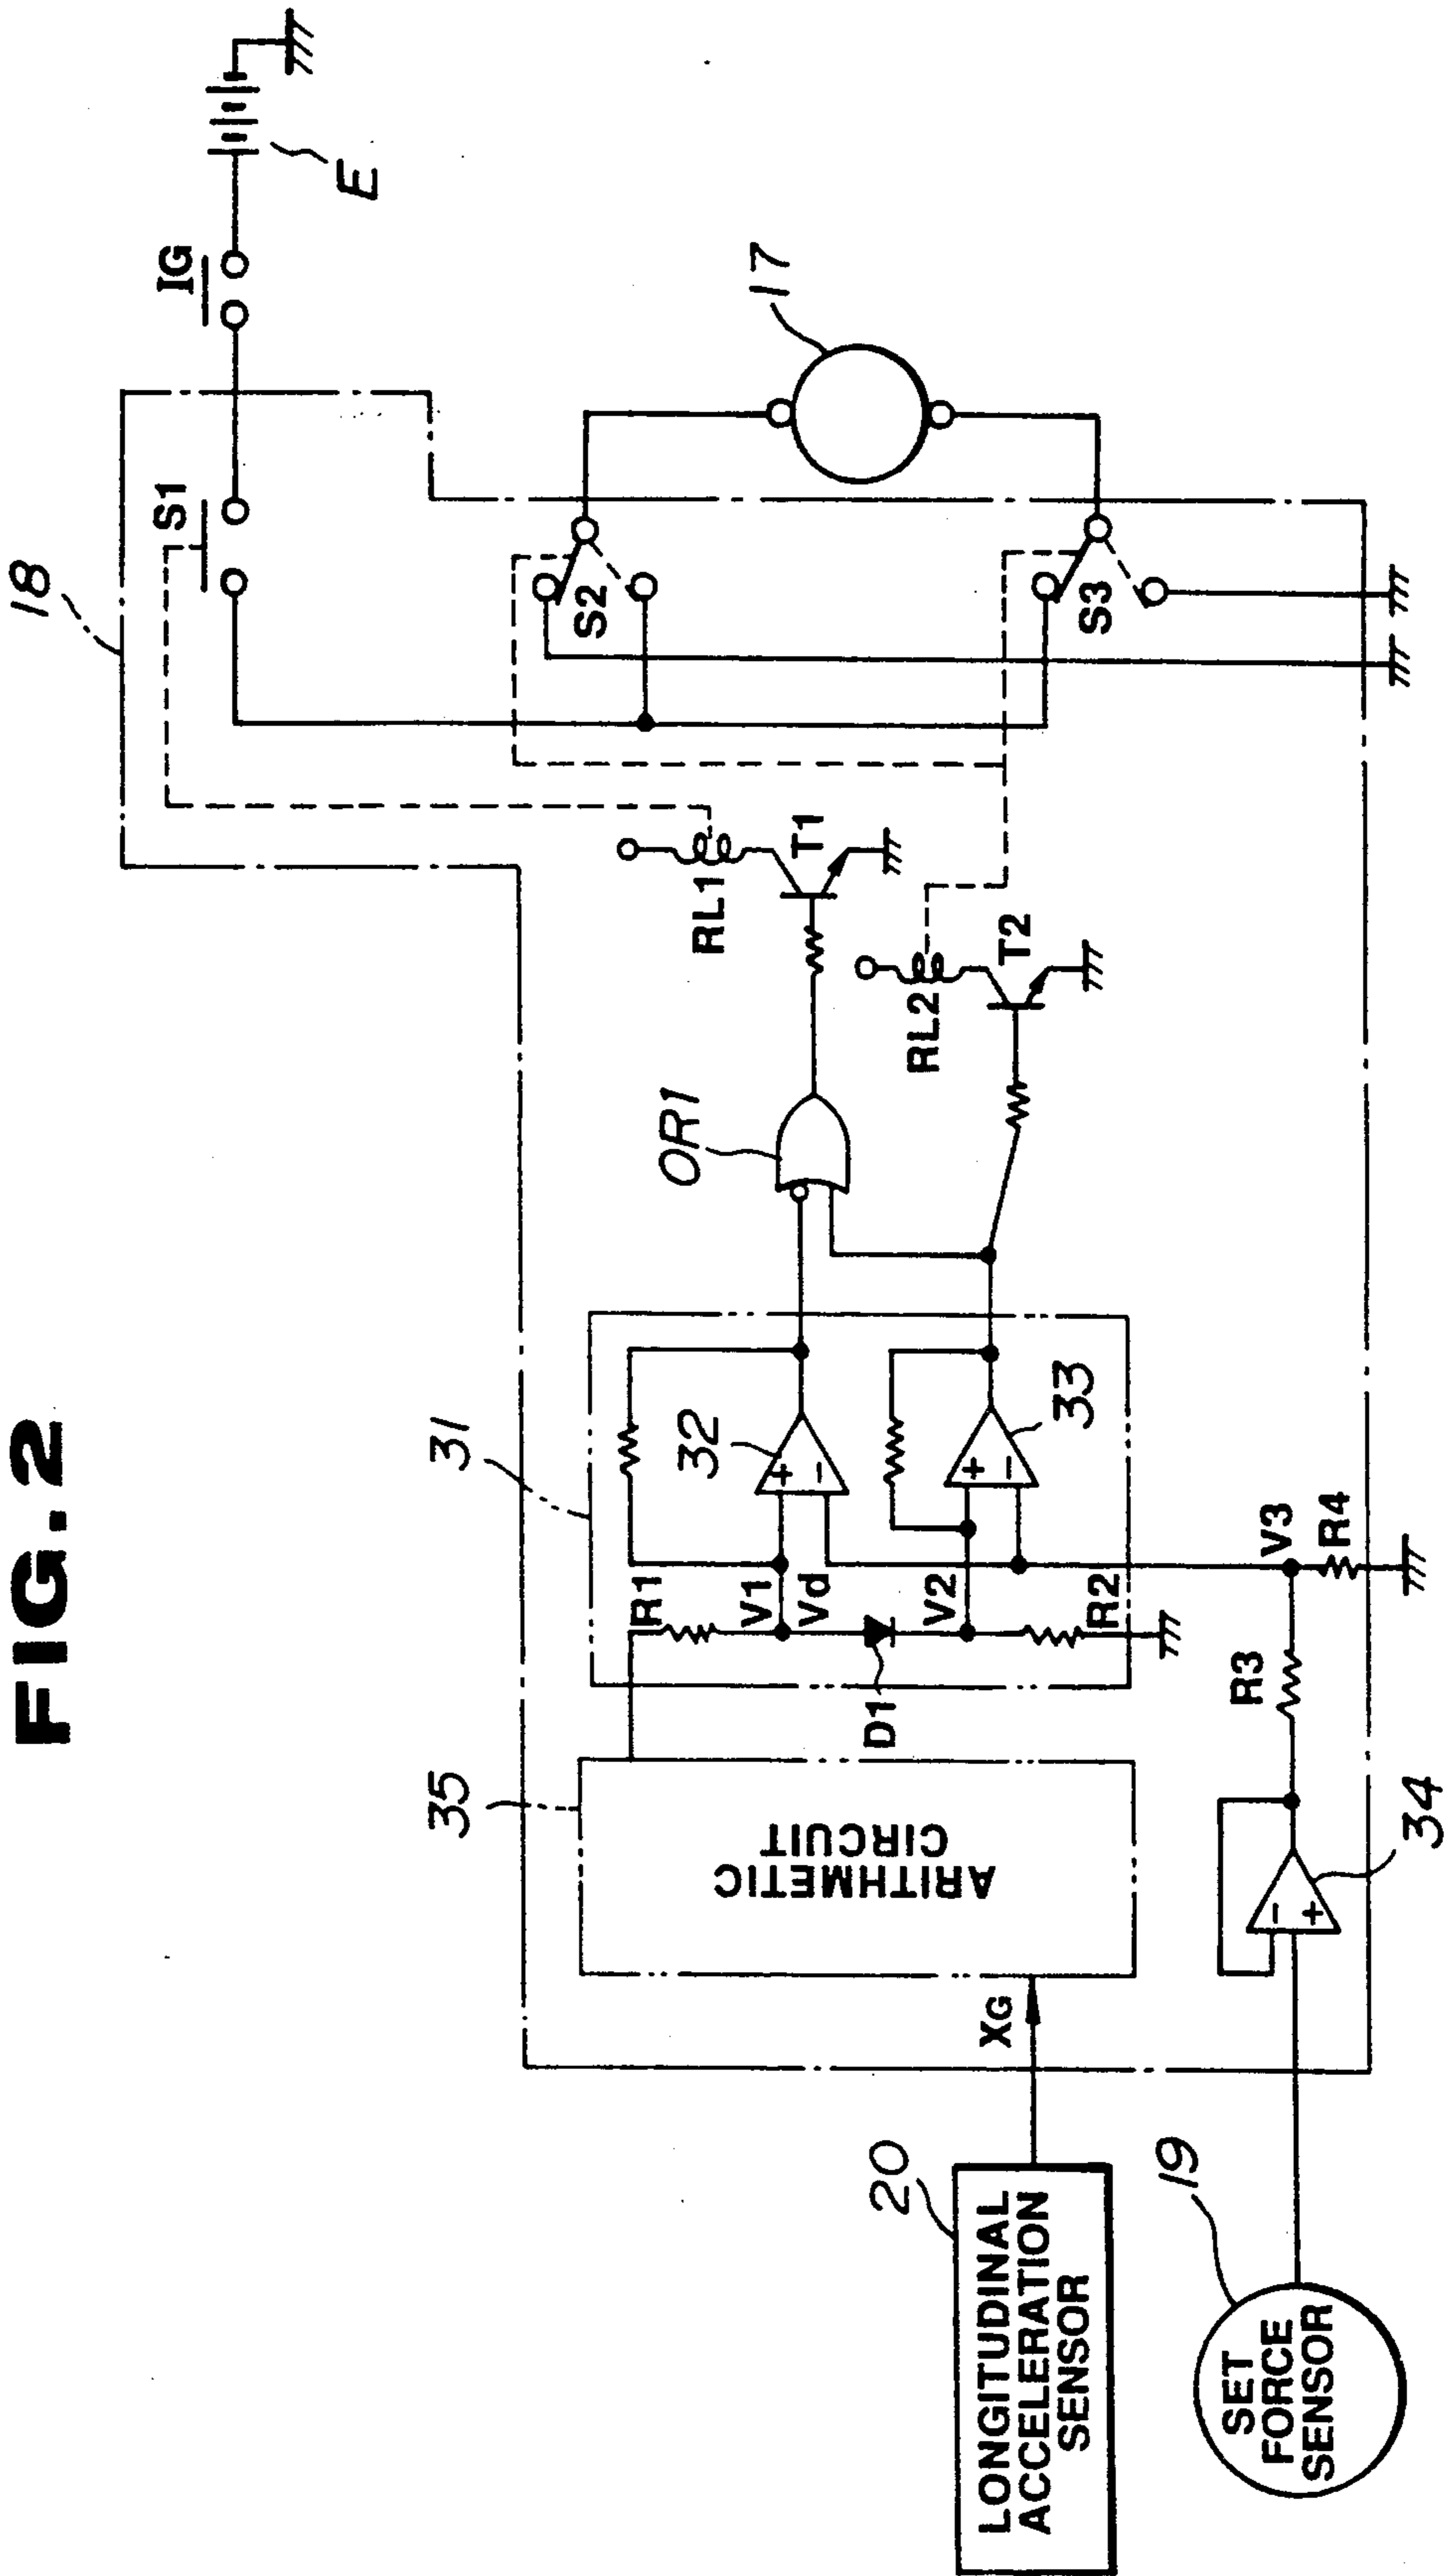 FIG. 2
18
S1
IG
E
S2
17
S3
RL1
T1
RL2
T2
OR1
31
R1
V1
Vd
V2
R2
D1
32
+
−
33
+
−
35
ARITHMETIC
CIRCUIT
V3
R4
R3
34
−
+
XG
20
LONGITUDINAL
ACCELERATION
SENSOR
19
SET
FORCE
SENSOR